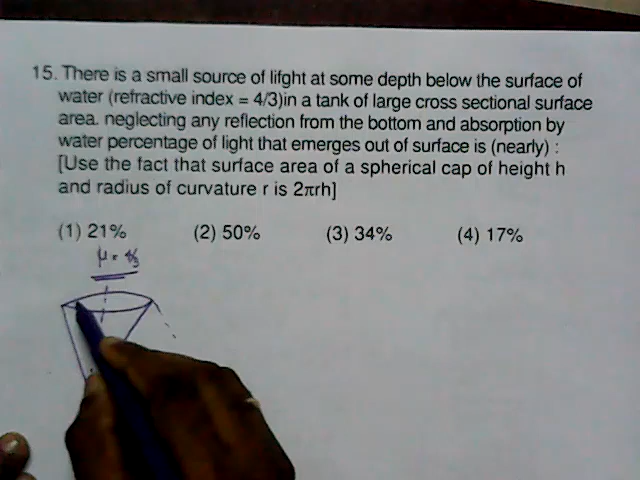 15. There is a small source of lifght at some depth below the surface of
water (refractive index = 4/3)in a tank of large cross sectional surface
area. neglecting any reflection from the bottom and absorption by
water percentage of light that emerges out of surface is (nearly) :
[Use the fact that surface area of a spherical cap of height h
and radius of curvature r is 2πrh]
(1) 21% (2) 50% (3) 34% (4) 17%
μ = 4/3